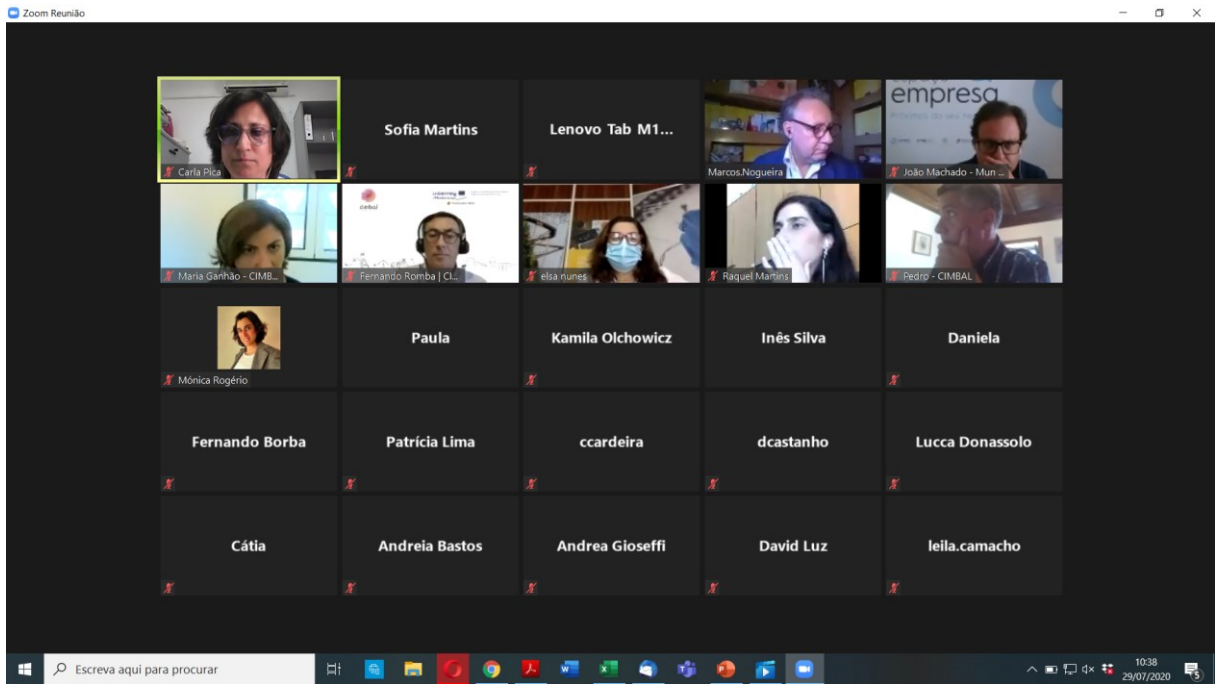 Zoom Reunião
Carla Pica
Sofia Martins
Lenovo Tab M1...
Marcos.Nogueira
empresa
João Machado - Mun ...
Maria Ganhão - CIMB...
cimbal
Fernando Romba | CI...
elsa nunes
Raquel Martins
Pedro - CIMBAL
Mónica Rogério
Paula
Kamila Olchowicz
Inês Silva
Daniela
Fernando Borba
Patrícia Lima
ccardeira
dcastanho
Lucca Donassolo
Cátia
Andreia Bastos
Andrea Gioseffi
David Luz
leila.camacho
Escreva aqui para procurar
10:38
29/07/2020
5